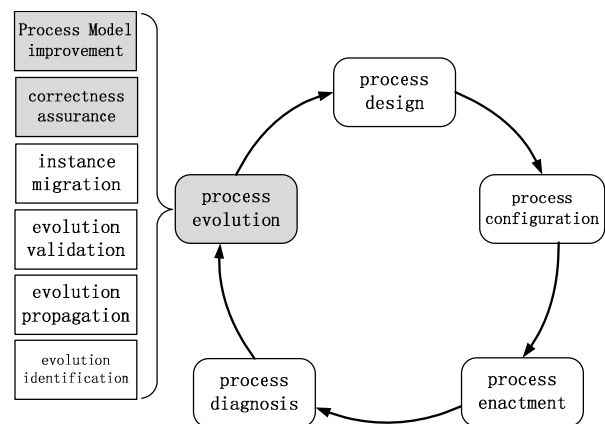 Process Model
improvement
correctness
assurance
instance
migration
evolution
validation
evolution
propagation
evolution
identification
process
design
process
evolution
process
configuration
process
diagnosis
process
enactment